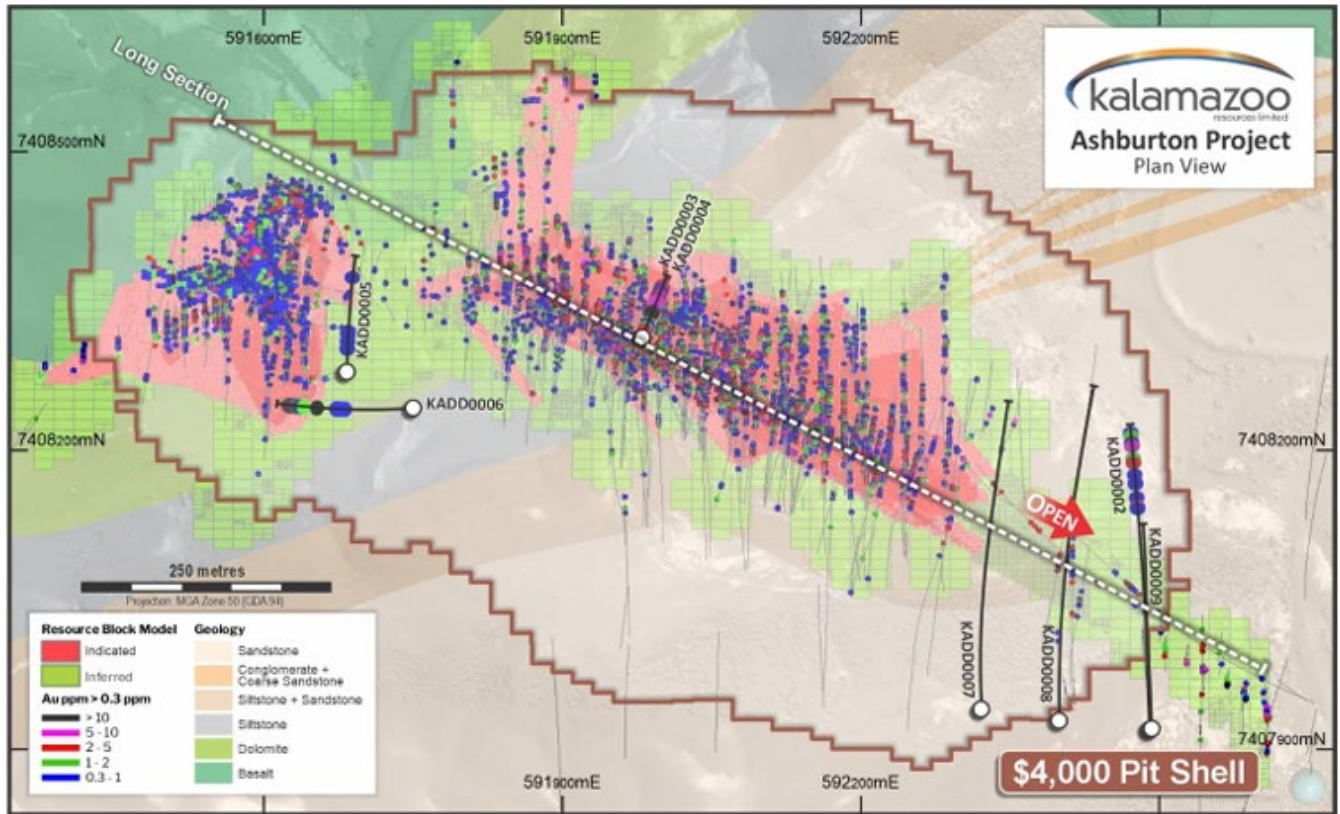 591600mE
591900mE
592200mE
Long Section
kalamazoo
resources limited
Ashburton Project
Plan View
7408500mN
KADD0003
KADD0004
KADD0005
KADD0006
7408200mN
7408200mN
KADD0002
OPEN
KADD0009
KADD0007
KADD0008
250 metres
Projection: MGA Zone 50 (GDA 94)
Resource Block Model
Indicated
Inferred
Au ppm > 0.3 ppm
> 10
5 - 10
2 - 5
1 - 2
0.3 - 1
Geology
Sandstone
Conglomerate +
Coarse Sandstone
Siltstone + Sandstone
Siltstone
Dolomite
Basalt
7407900mN
591900mE
592200mE
$4,000 Pit Shell